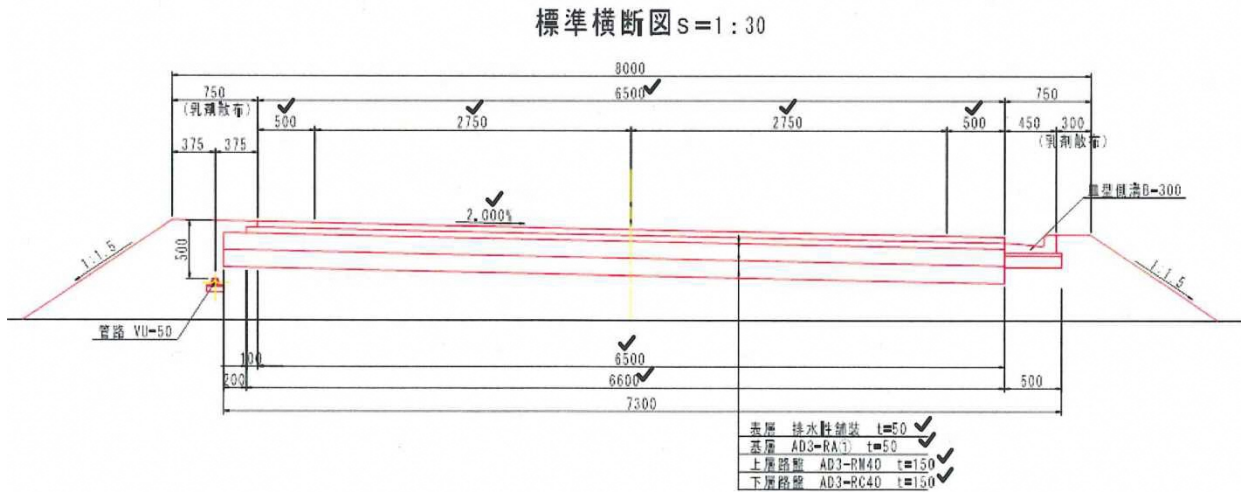 標準横断図 S=1:30
8000
750 6500 750
(乳剤散布)
500 2750 2750 500 450 300
(乳剤散布)
375 375
皿型側溝B-300
2.000%
1:1.5
500
1:1.5
管路 VU-50
100 6500
200 6600 500
7300
表層 排水性舗装 t=50
基層 AD3-RA① t=50
上層路盤 AD3-RM40 t=150
下層路盤 AD3-RC40 t=150